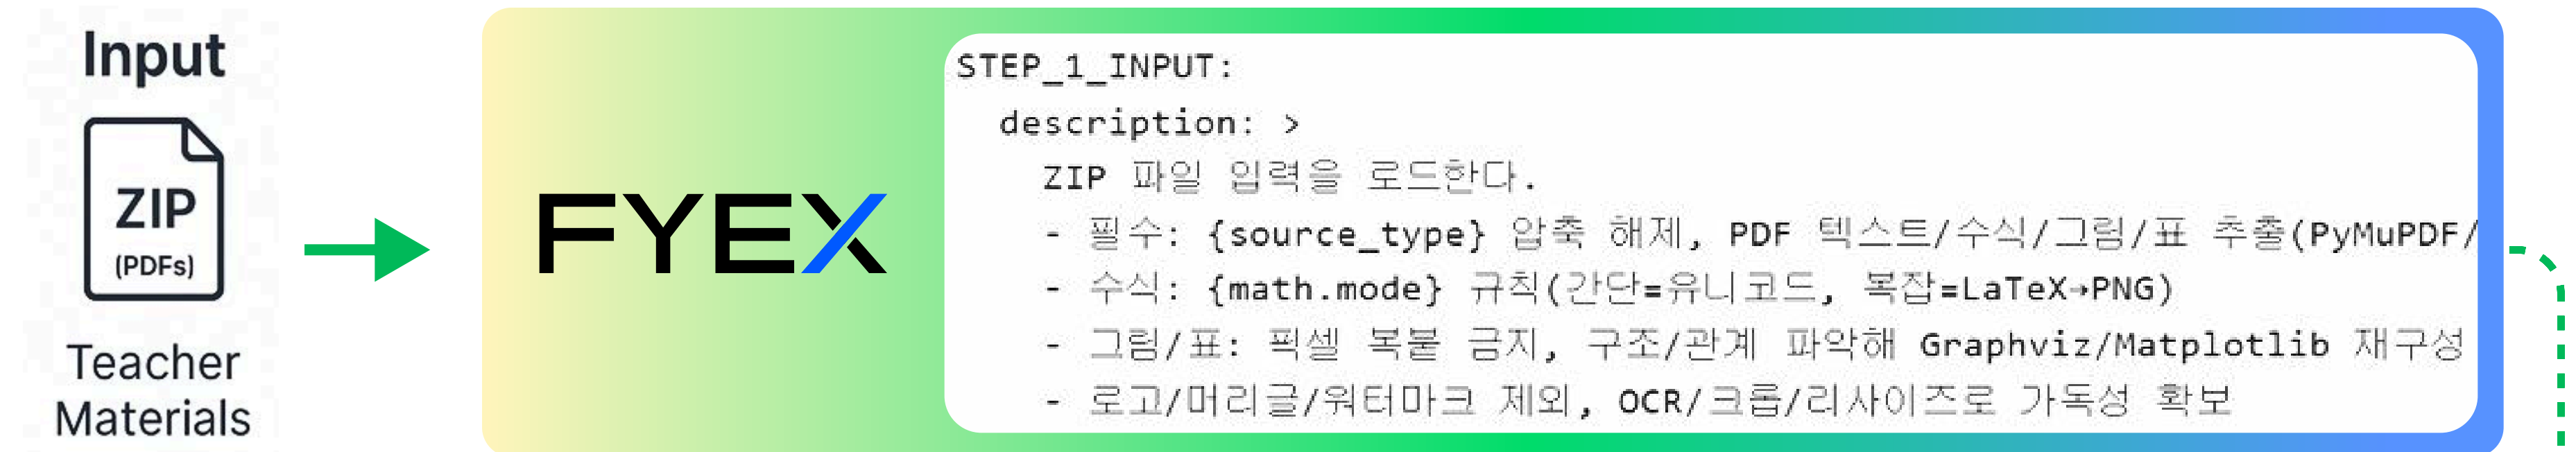 Input
ZIP
(PDFs)
Teacher
Materials
FYEX
STEP_1_INPUT:
description: >
ZIP 파일 입력을 로드한다.
- 필수: {source_type} 압축 해제, PDF 텍스트/수식/그림/표 추출(PyMuPDF/
- 수식: {math.mode} 규칙(간단=유니코드, 복잡=LaTeX→PNG)
- 그림/표: 픽셀 복붙 금지, 구조/관계 파악해 Graphviz/Matplotlib 재구성
- 로고/머리글/워터마크 제외, OCR/크롭/리사이즈로 가독성 확보